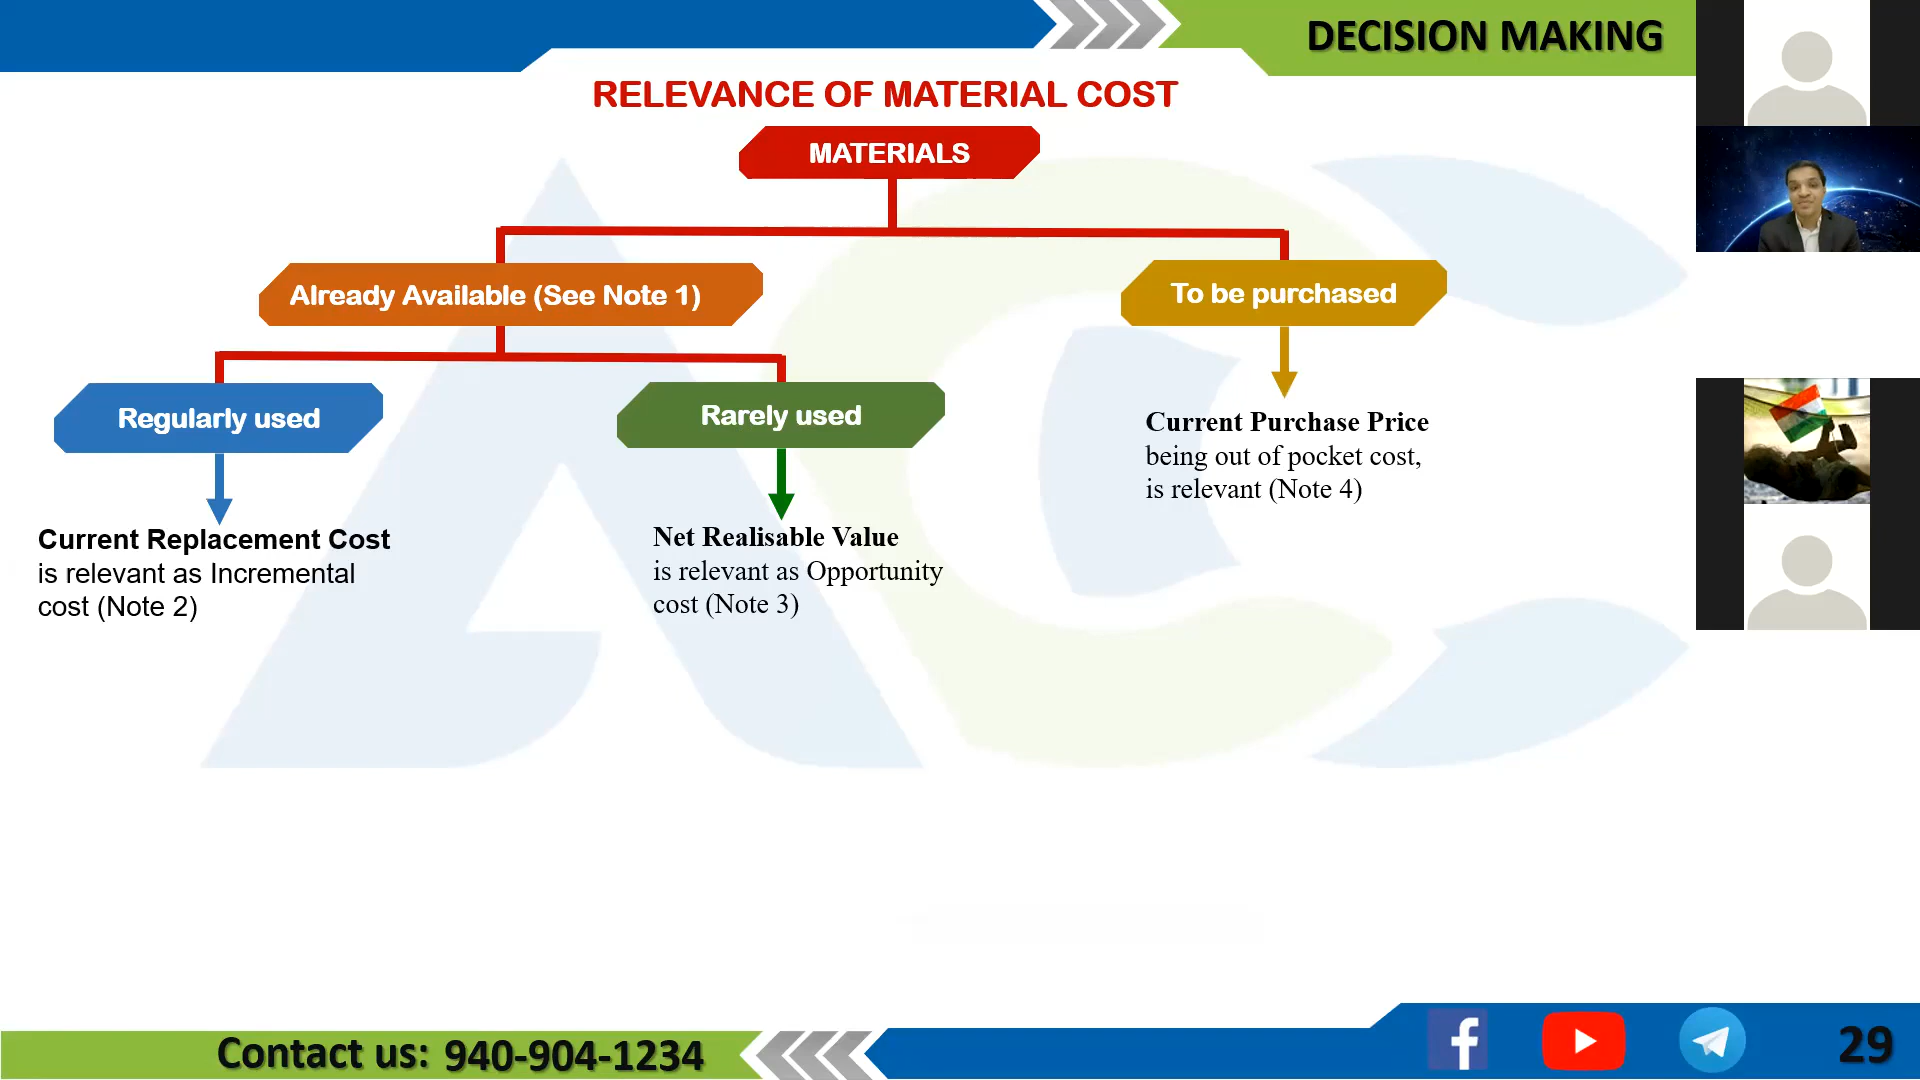 DECISION MAKING
RELEVANCE OF MATERIAL COST
MATERIALS
Already Available (See Note 1)
To be purchased
Regularly used
Rarely used
Current Purchase Price
being out of pocket cost,
is relevant (Note 4)
Current Replacement Cost
is relevant as Incremental
cost (Note 2)
Net Realisable Value
is relevant as Opportunity
cost (Note 3)
Contact us: 940-904-1234
29